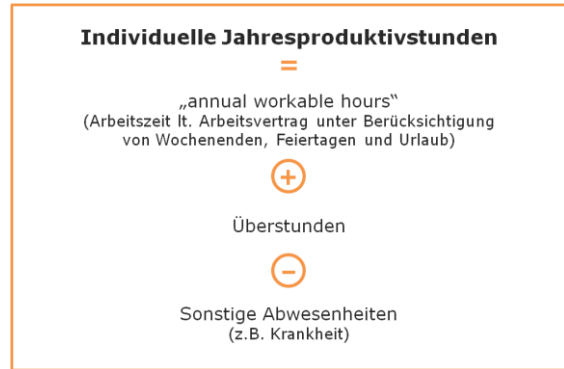 Individuelle Jahresproduktivstunden
=
„annual workable hours“
(Arbeitszeit lt. Arbeitsvertrag unter Berücksichtigung
von Wochenenden, Feiertagen und Urlaub)
+
Überstunden
−
Sonstige Abwesenheiten
(z.B. Krankheit)